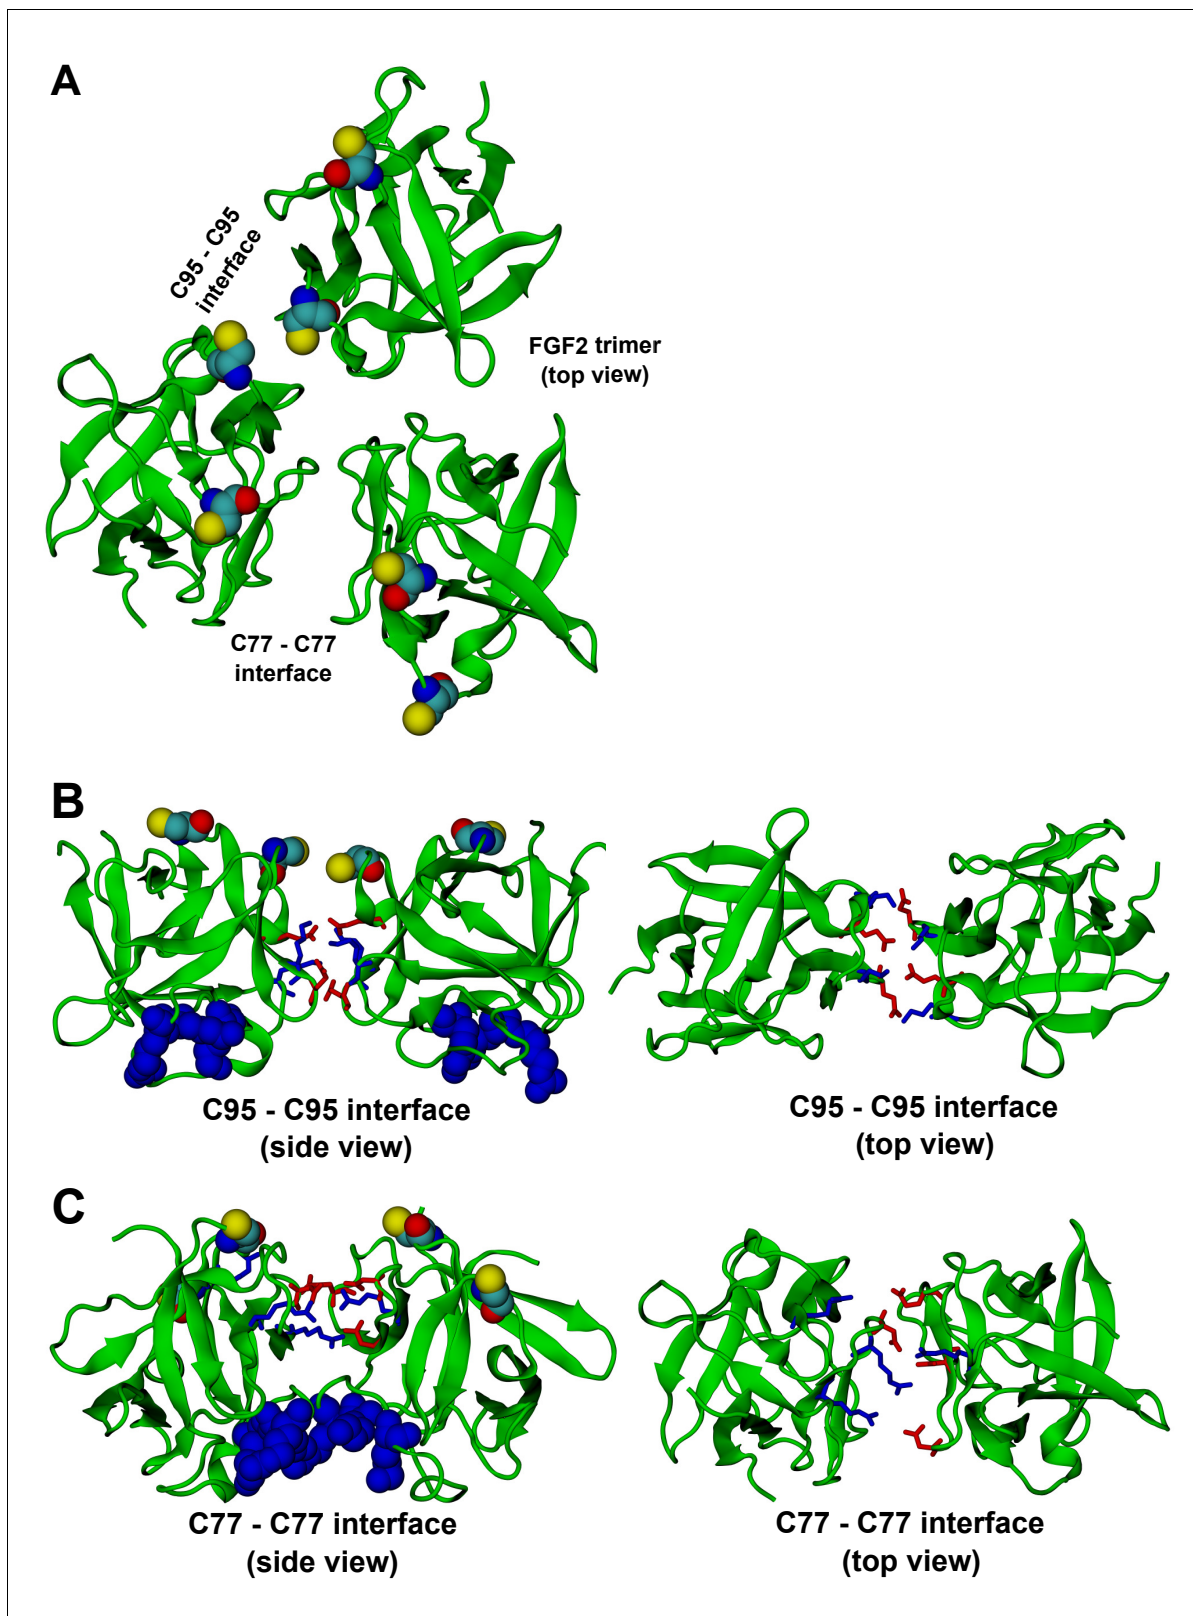 A
C95 - C95
interface
FGF2 trimer
(top view)
C77 - C77
interface
B
C95 - C95 interface
(side view)
C95 - C95 interface
(top view)
C
C77 - C77 interface
(side view)
C77 - C77 interface
(top view)